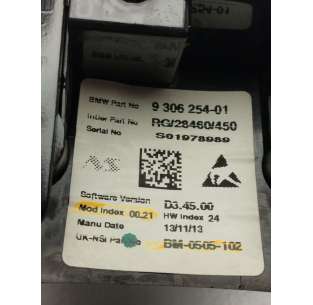 BMW Part No 9 306 254-01
Inter Part No RG/28460/450
Serial No S01978989
Software Version D3.45.00
Mod Index 00.21 HW Index 24
Manu Date 13/11/13
UK-NSI Part No BM-0505-102